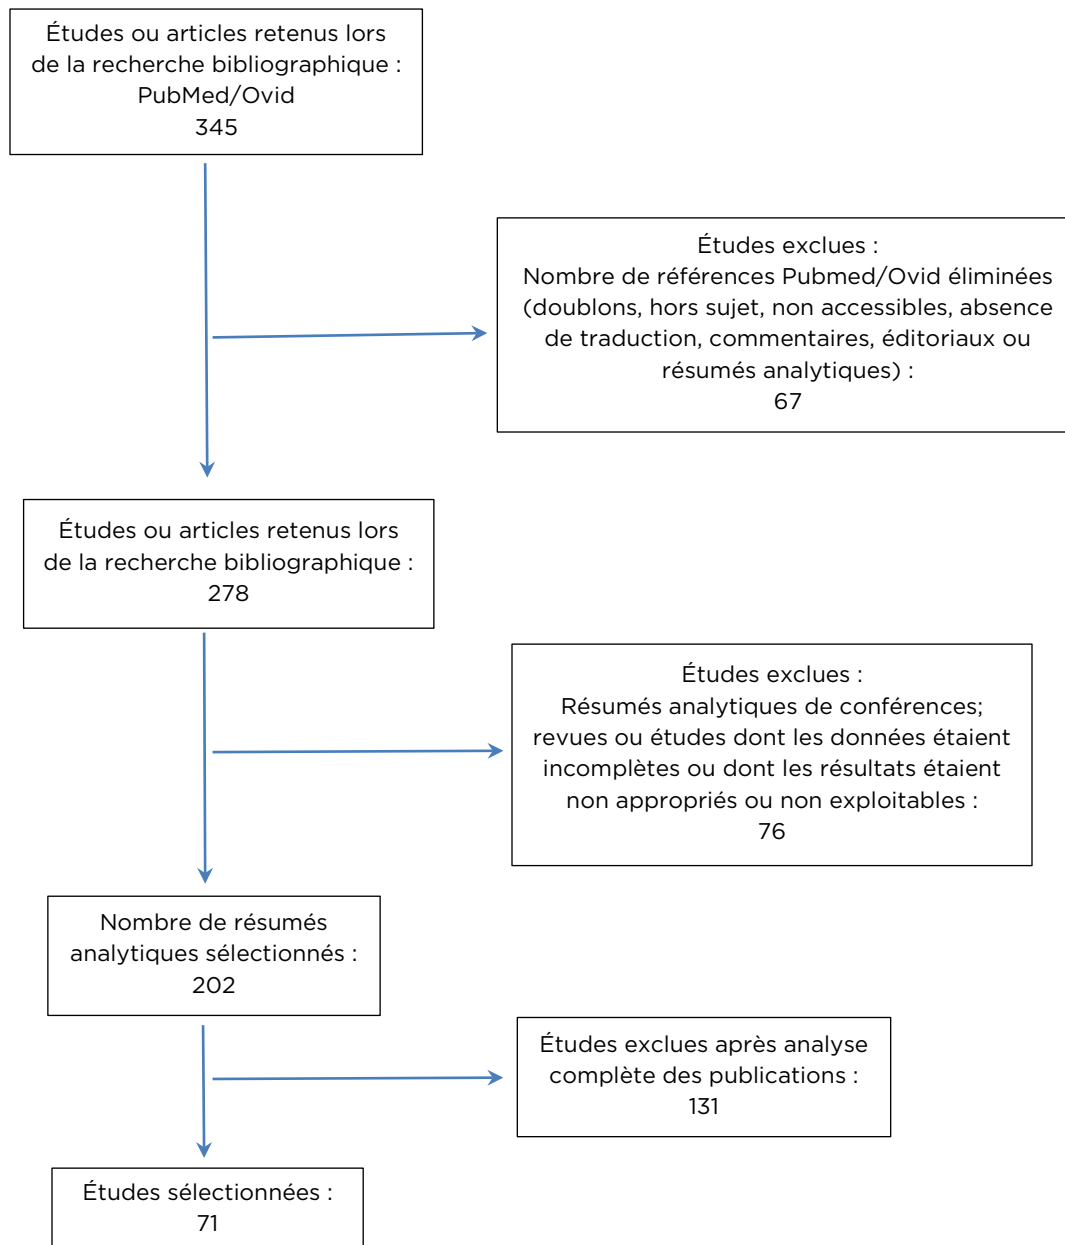 Études ou articles retenus lors
de la recherche bibliographique :
PubMed/Ovid
345
Études exclues :
Nombre de références Pubmed/Ovid éliminées
(doublons, hors sujet, non accessibles, absence
de traduction, commentaires, éditoriaux ou
résumés analytiques) :
67
Études ou articles retenus lors
de la recherche bibliographique :
278
Études exclues :
Résumés analytiques de conférences;
revues ou études dont les données étaient
incomplètes ou dont les résultats étaient
non appropriés ou non exploitables :
76
Nombre de résumés
analytiques sélectionnés :
202
Études exclues après analyse
complète des publications :
131
Études sélectionnées :
71